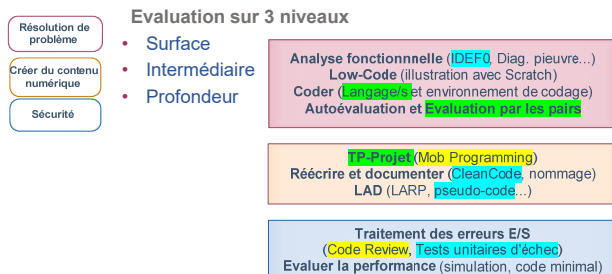 Evaluation sur 3 niveaux
Résolution de
problème
Créer du contenu
numérique
Sécurité
• Surface
• Intermédiaire
• Profondeur
Analyse fonctionnnelle (IDEF0, Diag. pieuvre...)
Low-Code (illustration avec Scratch)
Coder (Langage/s et environnement de codage)
Autoévaluation et Evaluation par les pairs
TP-Projet (Mob Programming)
Réécrire et documenter (CleanCode, nommage)
LAD (LARP, pseudo-code...)
Traitement des erreurs E/S
(Code Review, Tests unitaires d'échec)
Evaluer la performance (simulation, code minimal)